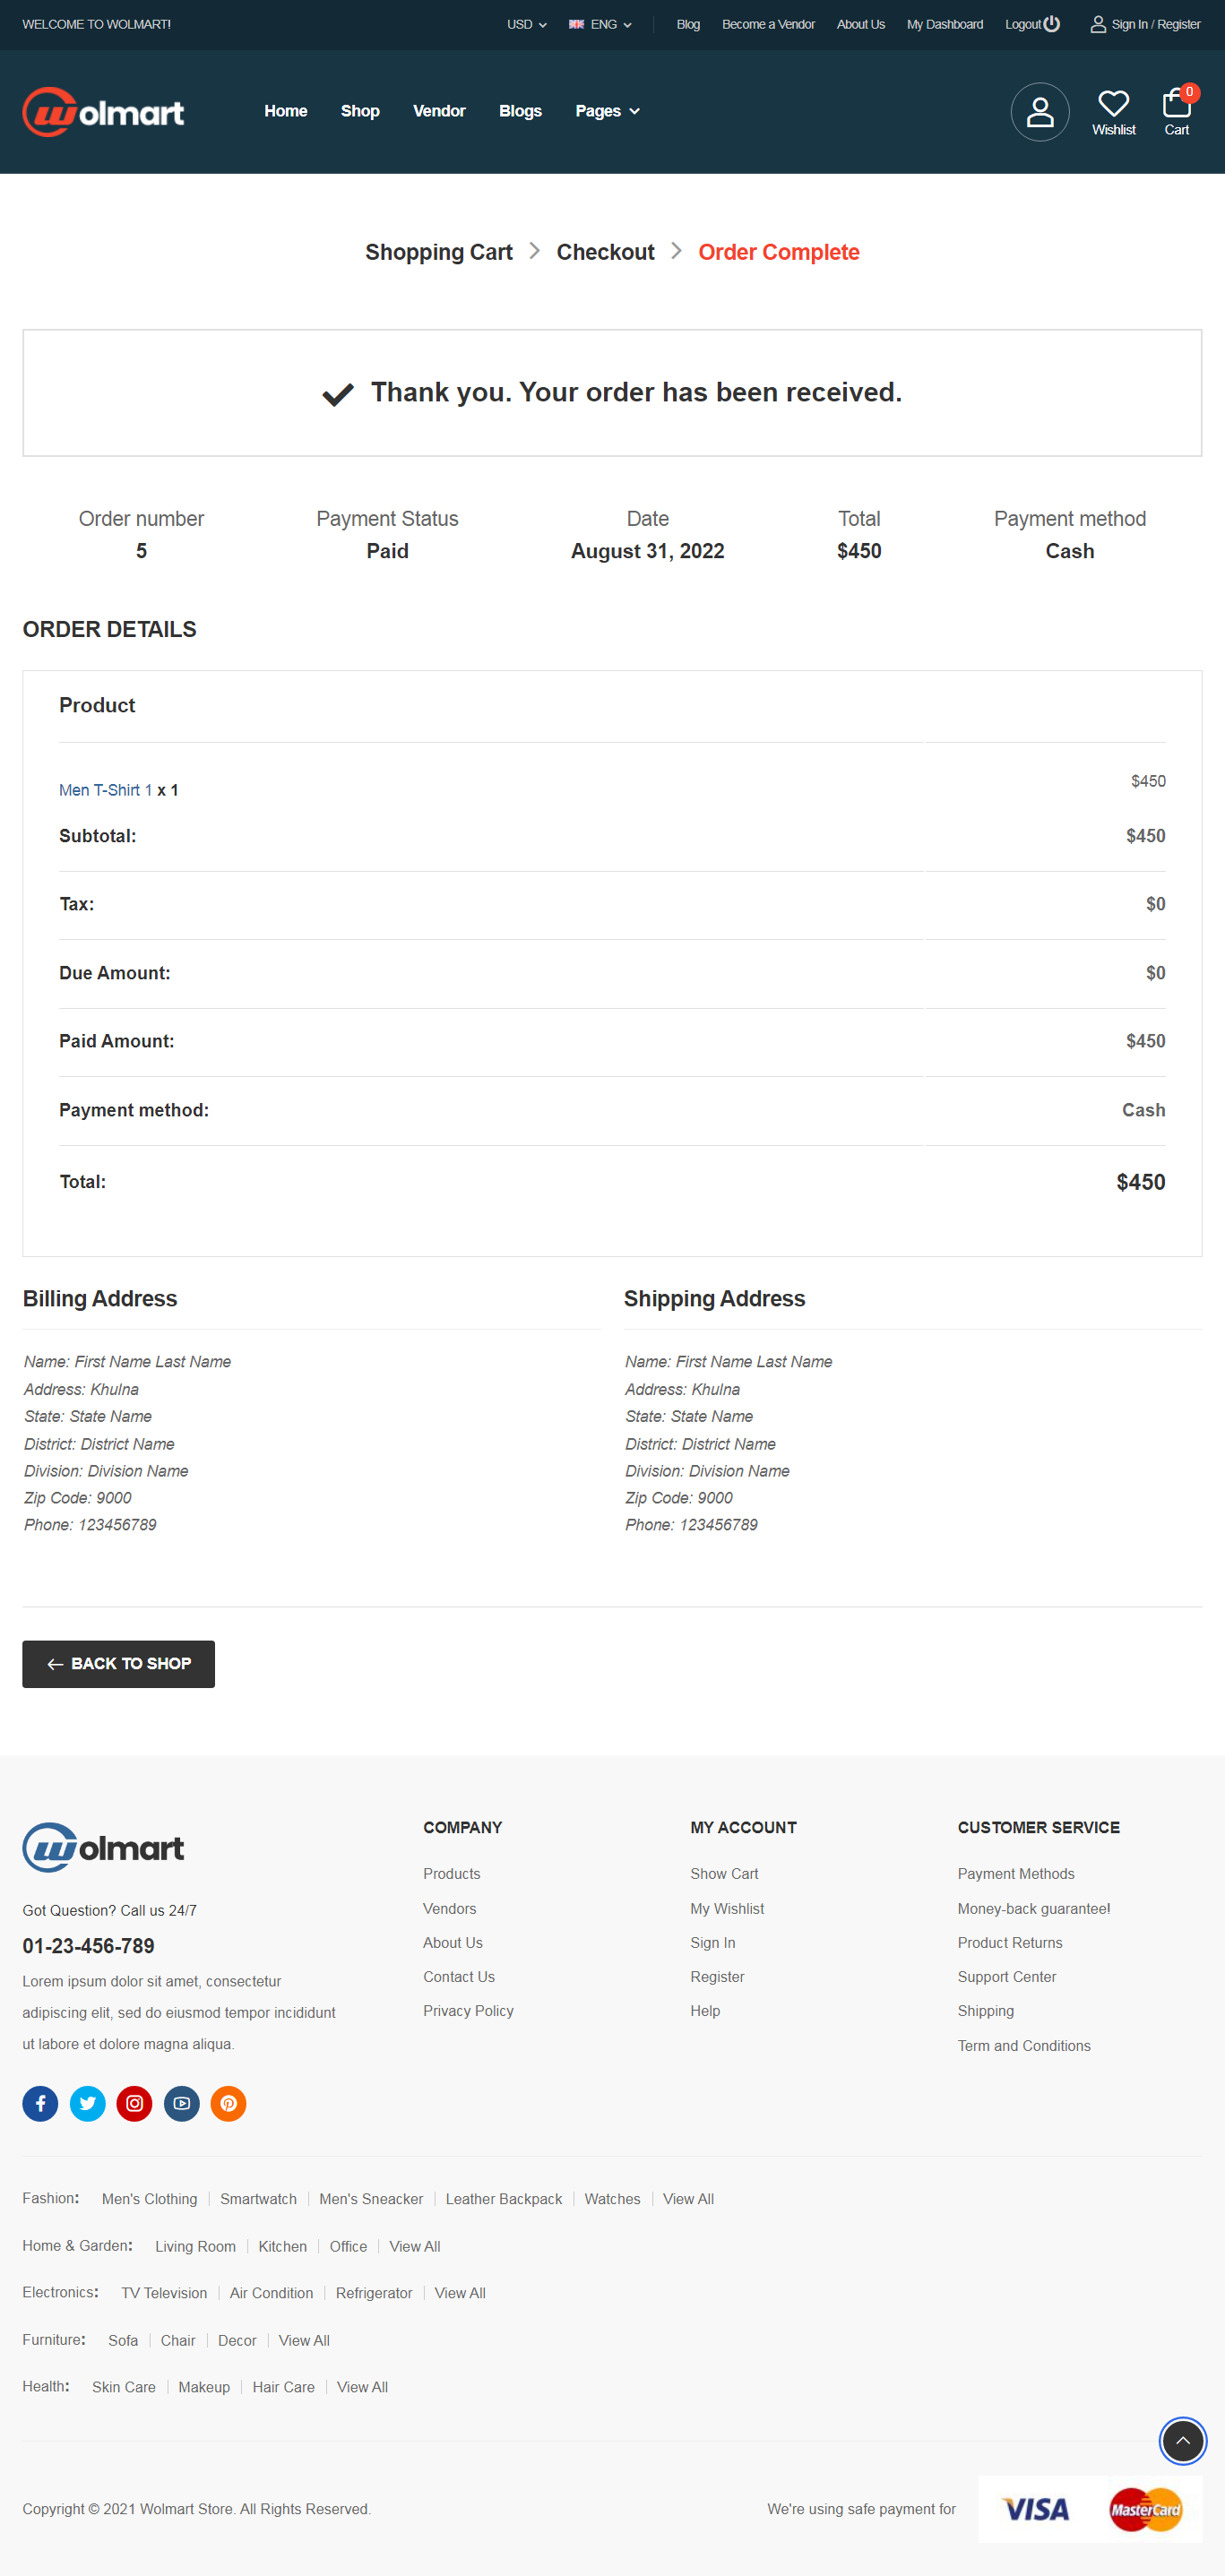 WELCOME TO WOLMART!
USD ENG Blog Become a Vendor About Us My Dashboard Logout Sign In / Register
Wolmart Home Shop Vendor Blogs Pages Wishlist 0 Cart
Shopping Cart > Checkout > Order Complete
Thank you. Your order has been received.
Order number Payment Status Date Total Payment method
5 Paid August 31, 2022 $450 Cash
ORDER DETAILS
Product
Men T-Shirt 1 x 1 $450
Subtotal: $450
Tax: $0
Due Amount: $0
Paid Amount: $450
Payment method: Cash
Total: $450
Billing Address
Name: First Name Last Name
Address: Khulna
State: State Name
District: District Name
Division: Division Name
Zip Code: 9000
Phone: 123456789
Shipping Address
Name: First Name Last Name
Address: Khulna
State: State Name
District: District Name
Division: Division Name
Zip Code: 9000
Phone: 123456789
← BACK TO SHOP
Wolmart
Got Question? Call us 24/7
01-23-456-789
Lorem ipsum dolor sit amet, consectetur
adipiscing elit, sed do eiusmod tempor incididunt
ut labore et dolore magna aliqua.
COMPANY
Products
Vendors
About Us
Contact Us
Privacy Policy
MY ACCOUNT
Show Cart
My Wishlist
Sign In
Register
Help
CUSTOMER SERVICE
Payment Methods
Money-back guarantee!
Product Returns
Support Center
Shipping
Term and Conditions
Fashion: Men's Clothing | Smartwatch | Men's Sneacker | Leather Backpack | Watches | View All
Home & Garden: Living Room | Kitchen | Office | View All
Electronics: TV Television | Air Condition | Refrigerator | View All
Furniture: Sofa | Chair | Decor | View All
Health: Skin Care | Makeup | Hair Care | View All
Copyright © 2021 Wolmart Store. All Rights Reserved.
We're using safe payment for VISA MasterCard